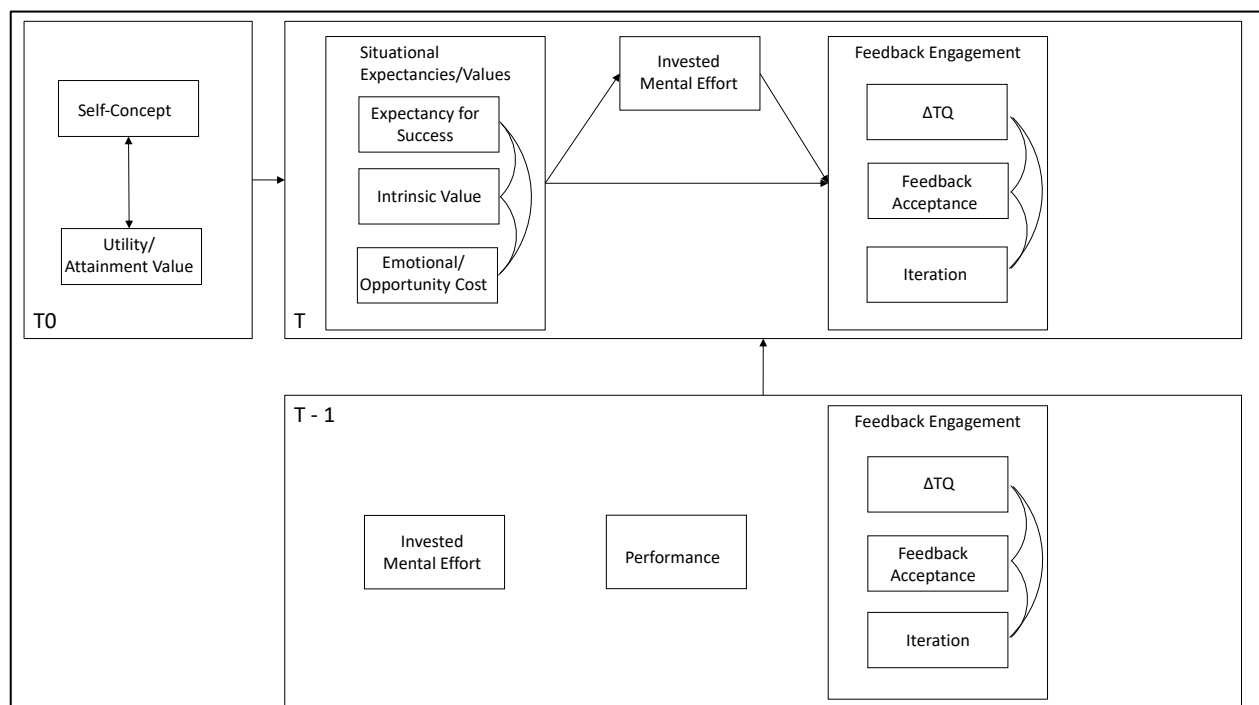 Self-Concept
Utility/
Attainment Value
T0
Situational
Expectancies/Values
Expectancy for
Success
Intrinsic Value
Emotional/
Opportunity Cost
Invested
Mental Effort
Feedback Engagement
ΔTQ
Feedback
Acceptance
Iteration
T
T - 1
Invested
Mental Effort
Performance
Feedback Engagement
ΔTQ
Feedback
Acceptance
Iteration